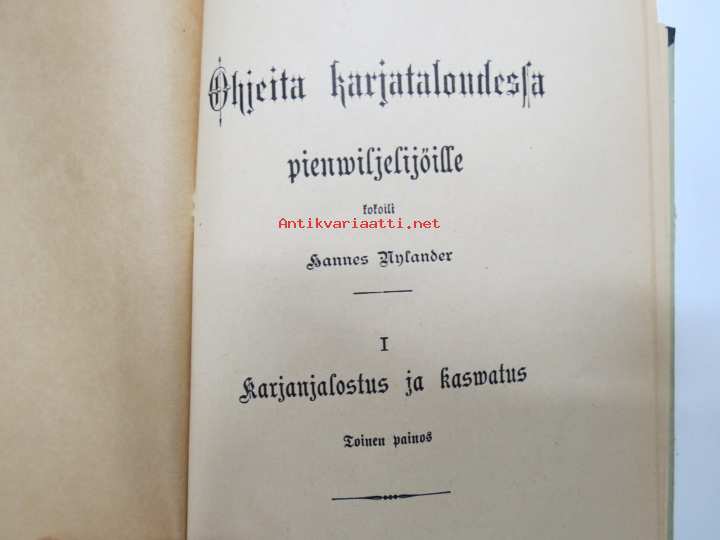 Ohjeita karjataloudessa
pienwiljelijöille
kokoili
Antikvariaatti.net
Hannes Nylander
I
Karjanjalostus ja kaswatus
Toinen painos